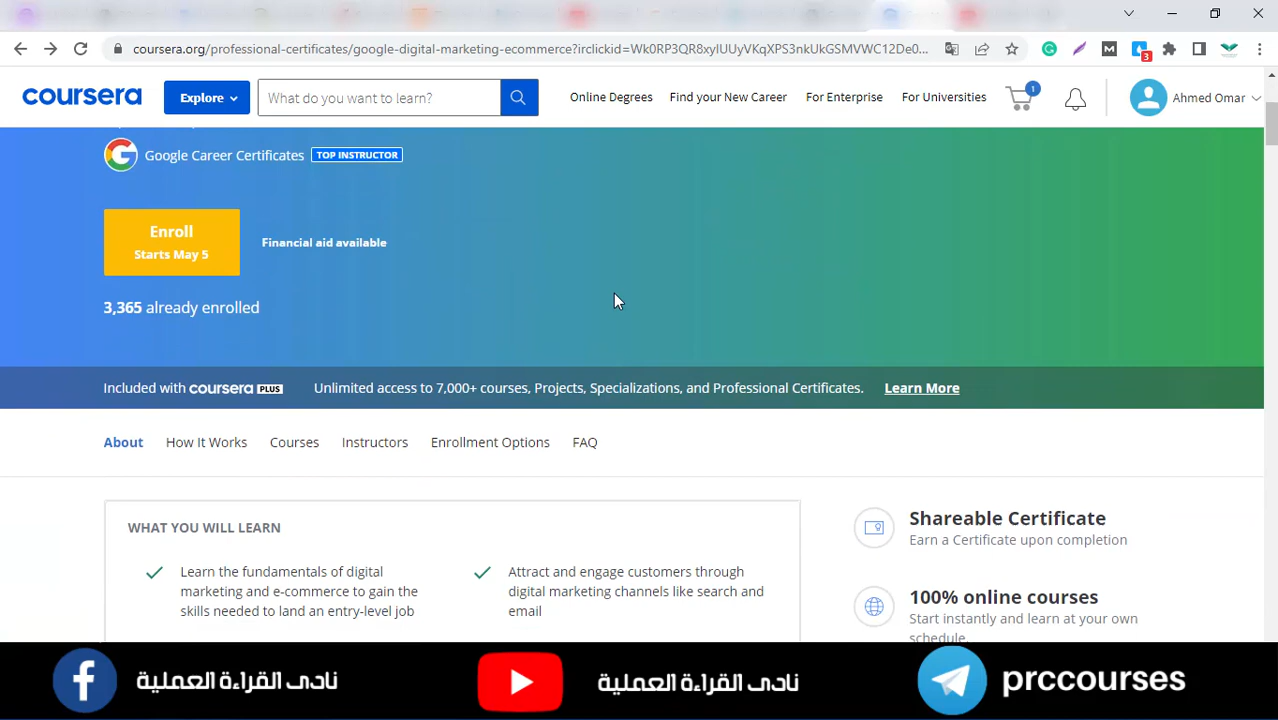 coursera.org/professional-certificates/google-digital-marketing-ecommerce?irclickid=Wk0RP3QR8xylUUyVKqXPS3nkUkGSMVWC12De0...
3
coursera
Explore
What do you want to learn?
Online Degrees
Find your New Career
For Enterprise
For Universities
1
Ahmed Omar
Google Career Certificates
TOP INSTRUCTOR
Enroll
Starts May 5
Financial aid available
3,365 already enrolled
Included with coursera PLUS
Unlimited access to 7,000+ courses, Projects, Specializations, and Professional Certificates.
Learn More
About
How It Works
Courses
Instructors
Enrollment Options
FAQ
WHAT YOU WILL LEARN
Learn the fundamentals of digital
marketing and e-commerce to gain the
skills needed to land an entry-level job
Attract and engage customers through
digital marketing channels like search and
email
Shareable Certificate
Earn a Certificate upon completion
100% online courses
Start instantly and learn at your own
schedule.
نادى القراءة العملية
نادى القراءة العملية
prccourses